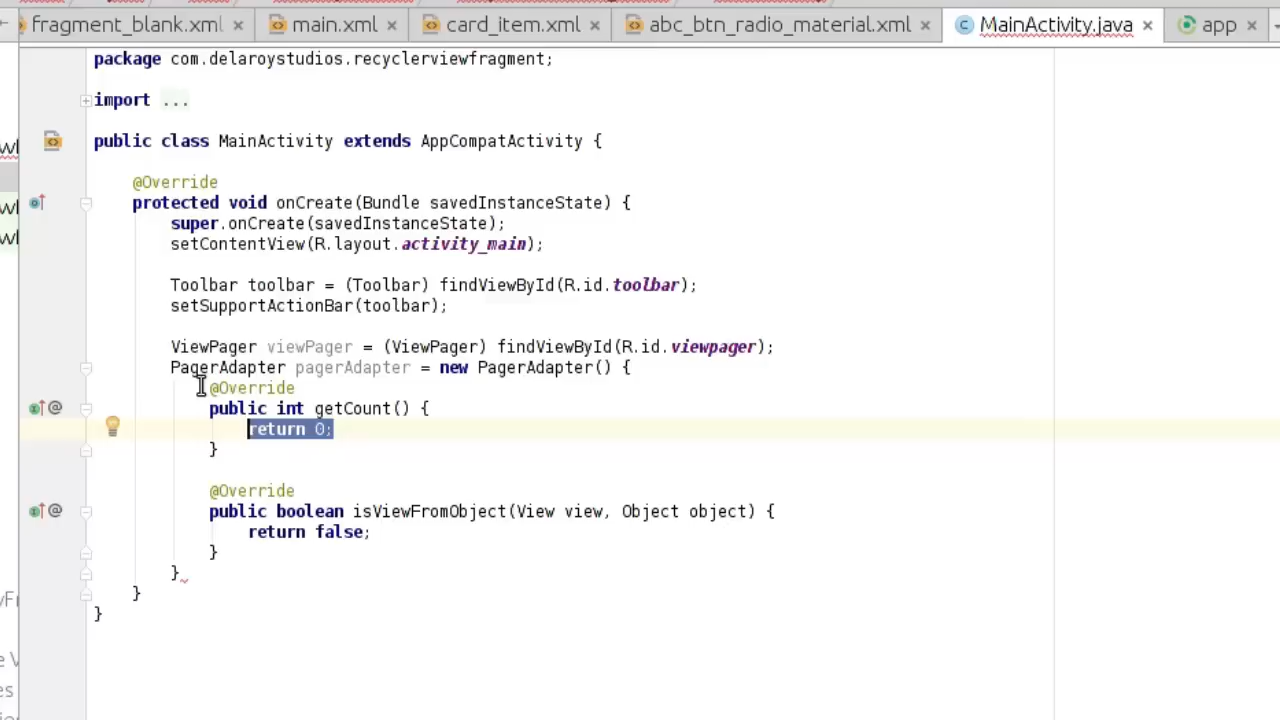 fragment_blank.xml main.xml card_item.xml abc_btn_radio_material.xml MainActivity.java app
package com.delaroystudios.recyclerviewfragment;
import ...
public class MainActivity extends AppCompatActivity {
@Override
protected void onCreate(Bundle savedInstanceState) {
super.onCreate(savedInstanceState);
setContentView(R.layout.activity_main);
Toolbar toolbar = (Toolbar) findViewById(R.id.toolbar);
setSupportActionBar(toolbar);
ViewPager viewPager = (ViewPager) findViewById(R.id.viewpager);
PagerAdapter pagerAdapter = new PagerAdapter() {
@Override
public int getCount() {
return 0;
}
@Override
public boolean isViewFromObject(View view, Object object) {
return false;
}
}
}
}